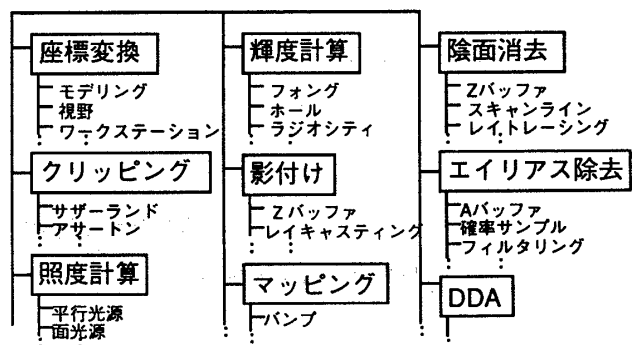 座標変換
モデリング
視野
ワークステーション
クリッピング
サザーランド
アサートン
照度計算
平行光源
面光源
輝度計算
フォング
ホール
ラジオシティ
影付け
Zバッファ
レイキャスティング
マッピング
バンプ
陰面消去
Zバッファ
スキャンライン
レイトレーシング
エイリアス除去
Aバッファ
確率サンプル
フィルタリング
DDA